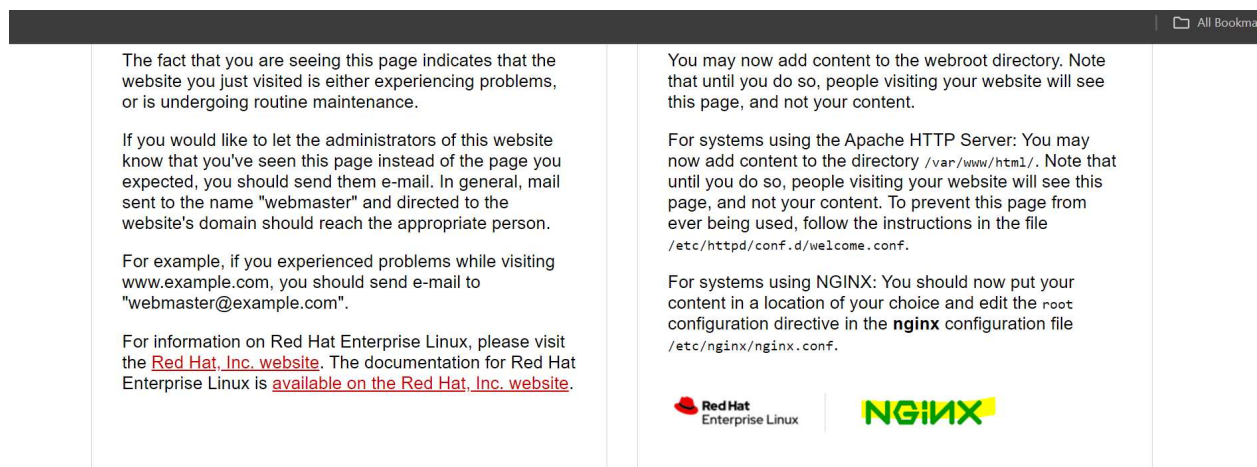 All Bookma
The fact that you are seeing this page indicates that the
website you just visited is either experiencing problems,
or is undergoing routine maintenance.
If you would like to let the administrators of this website
know that you've seen this page instead of the page you
expected, you should send them e-mail. In general, mail
sent to the name "webmaster" and directed to the
website's domain should reach the appropriate person.
For example, if you experienced problems while visiting
www.example.com, you should send e-mail to
"webmaster@example.com".
For information on Red Hat Enterprise Linux, please visit
the Red Hat, Inc. website. The documentation for Red Hat
Enterprise Linux is available on the Red Hat, Inc. website.
You may now add content to the webroot directory. Note
that until you do so, people visiting your website will see
this page, and not your content.
For systems using the Apache HTTP Server: You may
now add content to the directory /var/www/html/. Note that
until you do so, people visiting your website will see this
page, and not your content. To prevent this page from
ever being used, follow the instructions in the file
/etc/httpd/conf.d/welcome.conf.
For systems using NGINX: You should now put your
content in a location of your choice and edit the root
configuration directive in the nginx configuration file
/etc/nginx/nginx.conf.
Red Hat
Enterprise Linux
NGINX